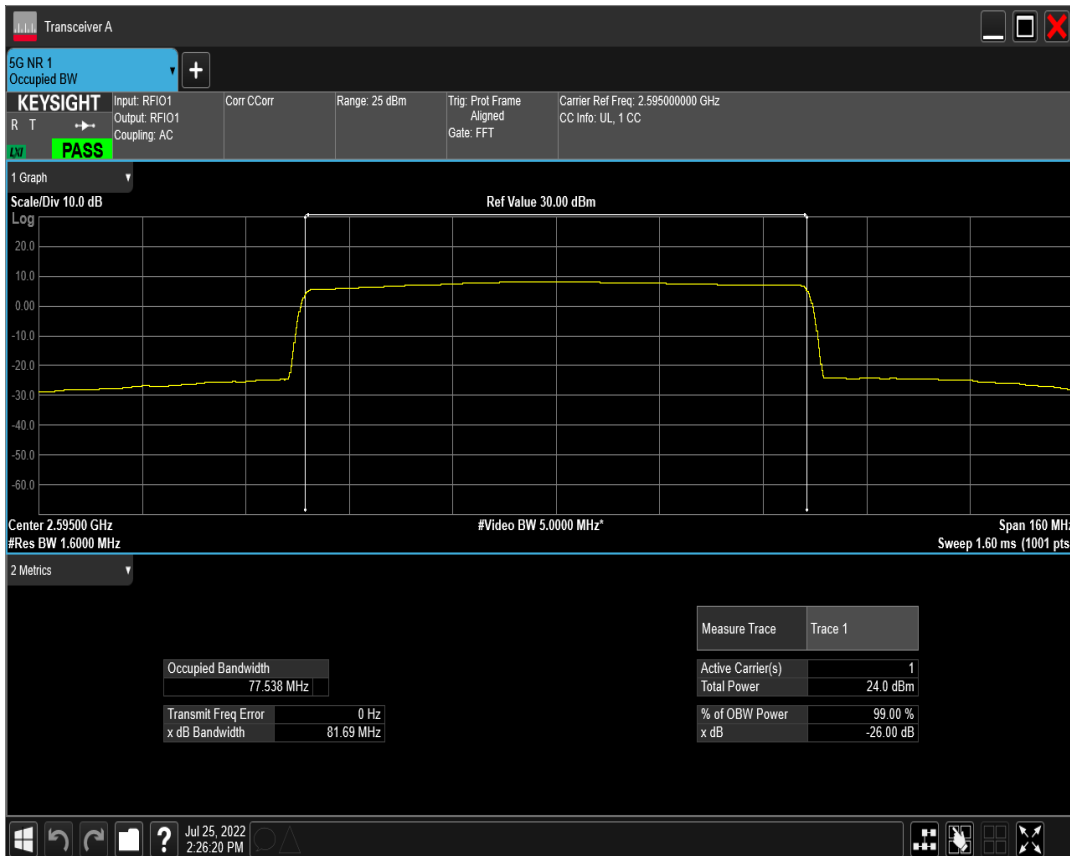 Transceiver A
5G NR 1
Occupied BW
+
KEYSIGHT
R T
LXI
PASS
Input: RFIO1
Output: RFIO1
Coupling: AC
Corr CCorr
Range: 25 dBm
Trig: Prot Frame
Aligned
Gate: FFT
Carrier Ref Freq: 2.595000000 GHz
CC Info: UL, 1 CC
1 Graph
Scale/Div 10.0 dB
Ref Value 30.00 dBm
Log
20.0
10.0
0.00
-10.0
-20.0
-30.0
-40.0
-50.0
-60.0
Center 2.59500 GHz
#Video BW 5.0000 MHz*
Span 160 MHz
#Res BW 1.6000 MHz
Sweep 1.60 ms (1001 pts
2 Metrics
Measure Trace Trace 1
Occupied Bandwidth
77.538 MHz
Active Carrier(s) 1
Total Power 24.0 dBm
Transmit Freq Error 0 Hz
x dB Bandwidth 81.69 MHz
% of OBW Power 99.00 %
x dB -26.00 dB
?
Jul 25, 2022
2:26:20 PM